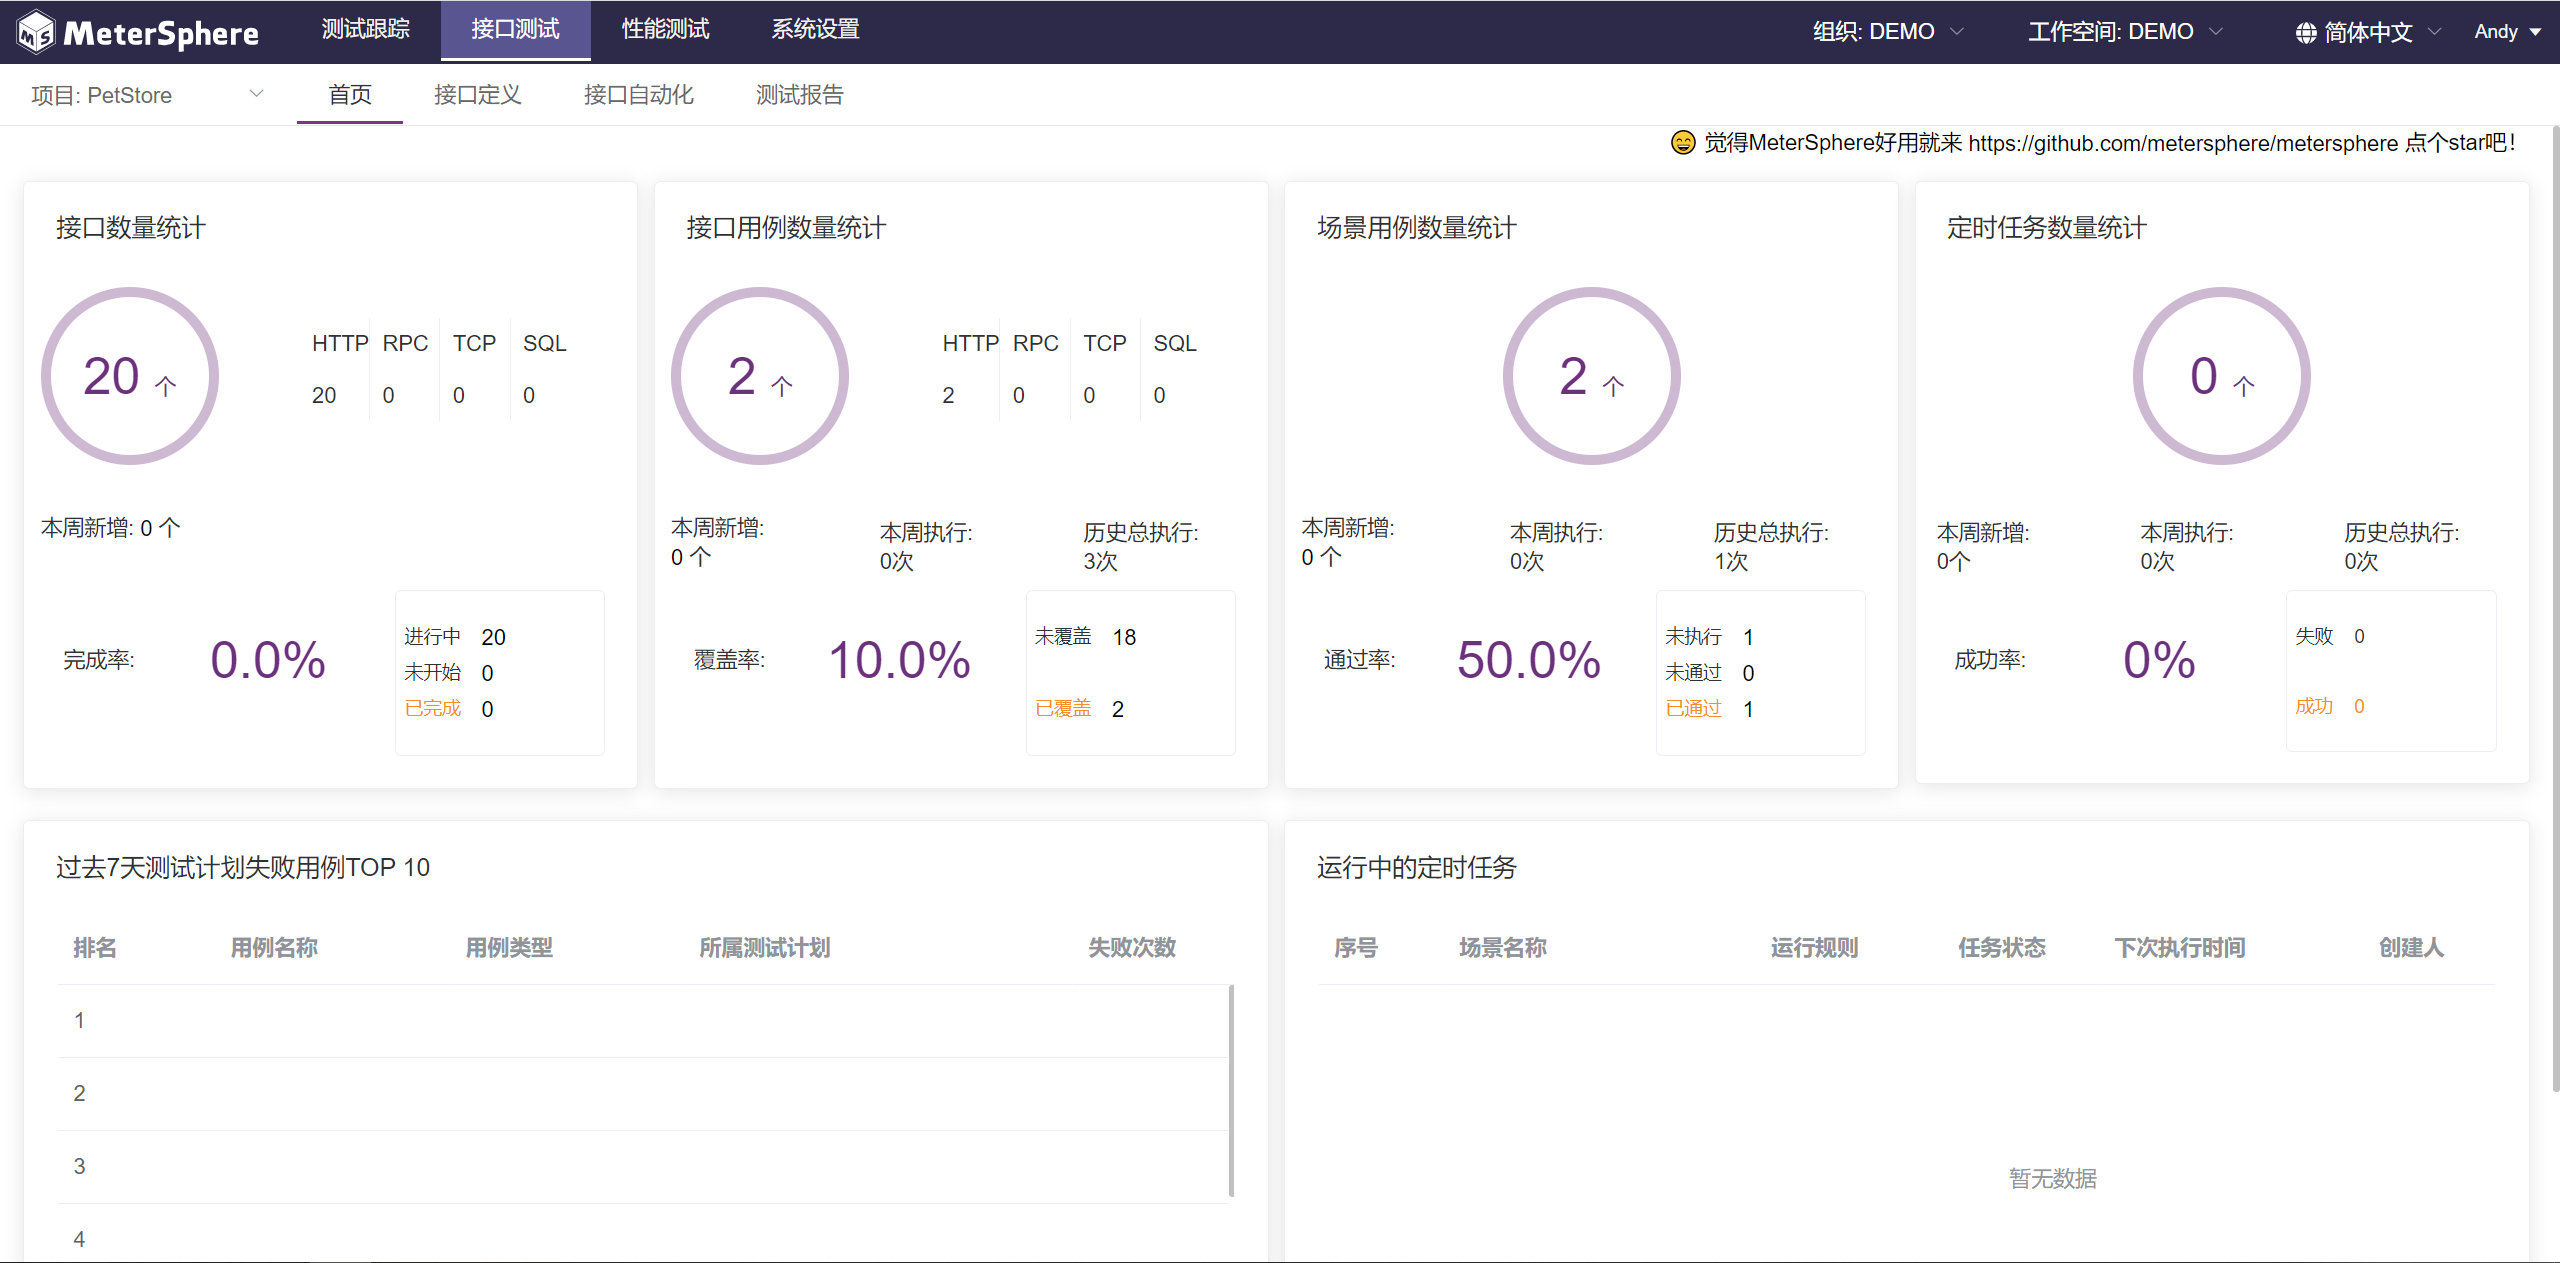 MeterSphere 测试跟踪 接口测试 性能测试 系统设置 组织: DEMO 工作空间: DEMO 简体中文 Andy
项目: PetStore 首页 接口定义 接口自动化 测试报告
😄 觉得MeterSphere好用就来 https://github.com/metersphere/metersphere 点个star吧!
接口数量统计
20 个
HTTP RPC TCP SQL
20 0 0 0
本周新增: 0 个
完成率: 0.0%
进行中 20
未开始 0
已完成 0
接口用例数量统计
2 个
HTTP RPC TCP SQL
2 0 0 0
本周新增: 本周执行: 历史总执行:
0 个 0次 3次
覆盖率: 10.0%
未覆盖 18
已覆盖 2
场景用例数量统计
2 个
本周新增: 本周执行: 历史总执行:
0 个 0次 1次
通过率: 50.0%
未执行 1
未通过 0
已通过 1
定时任务数量统计
0 个
本周新增: 本周执行: 历史总执行:
0个 0次 0次
成功率: 0%
失败 0
成功 0
过去7天测试计划失败用例TOP 10
排名 用例名称 用例类型 所属测试计划 失败次数
1
2
3
4
运行中的定时任务
序号 场景名称 运行规则 任务状态 下次执行时间 创建人
暂无数据